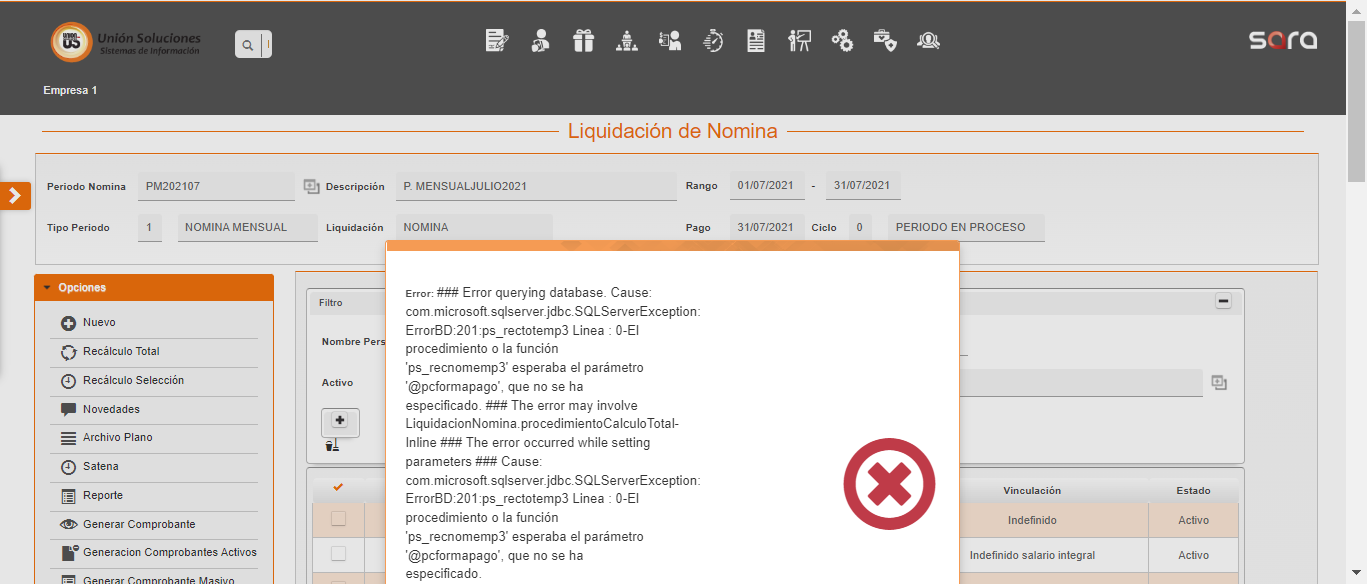 Unión Soluciones
Sistemas de Información
sara
Empresa 1
Liquidación de Nomina
Periodo Nomina PM202107 Descripción P. MENSUALJULIO2021 Rango 01/07/2021 - 31/07/2021
Tipo Periodo 1 NOMINA MENSUAL Liquidación NOMINA Pago 31/07/2021 Ciclo 0 PERIODO EN PROCESO
Opciones
Nuevo
Recálculo Total
Recálculo Selección
Novedades
Archivo Plano
Satena
Reporte
Generar Comprobante
Generacion Comprobantes Activos
Generar Comprobante Masivo
Filtro
Nombre Pers
Activo
Error: ### Error querying database. Cause:
com.microsoft.sqlserver.jdbc.SQLServerException:
ErrorBD:201:ps_rectotemp3 Linea : 0-El
procedimiento o la función
'ps_recnomemp3' esperaba el parámetro
'@pcformapago', que no se ha
especificado. ### The error may involve
LiquidacionNomina.procedimientoCalculoTotal-
Inline ### The error occurred while setting
parameters ### Cause:
com.microsoft.sqlserver.jdbc.SQLServerException:
ErrorBD:201:ps_rectotemp3 Linea : 0-El
procedimiento o la función
'ps_recnomemp3' esperaba el parámetro
'@pcformapago', que no se ha
especificado.
Vinculación Estado
Indefinido Activo
Indefinido salario integral Activo